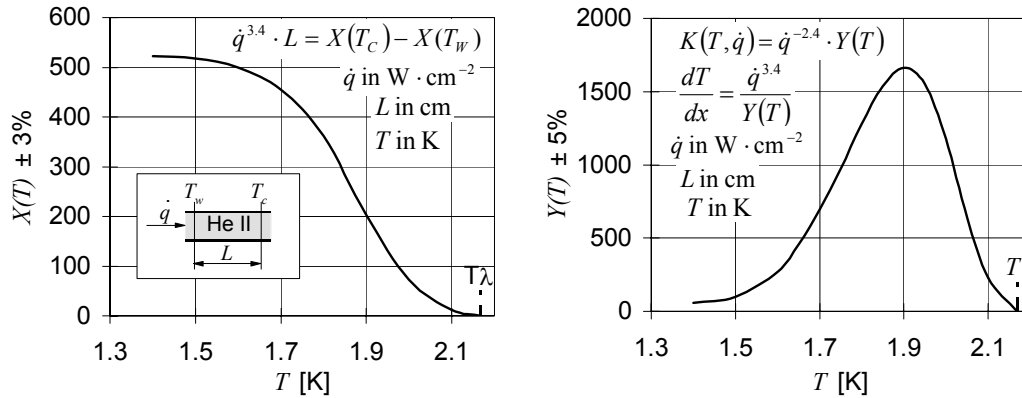 600
500
400
300
200
100
0
X(T) ± 3%
q̇^3.4 · L = X(T_C) − X(T_W)
q̇ in W · cm^−2
L in cm
T in K
T_w T_c
q̇
He II
L
Tλ
1.3 1.5 1.7 1.9 2.1
T [K]
2000
1500
1000
500
0
Y(T) ± 5%
K(T, q̇) = q̇^−2.4 · Y(T)
dT/dx = q̇^3.4/Y(T)
q̇ in W · cm^−2
L in cm
T in K
T
1.3 1.5 1.7 1.9 2.1
T [K]